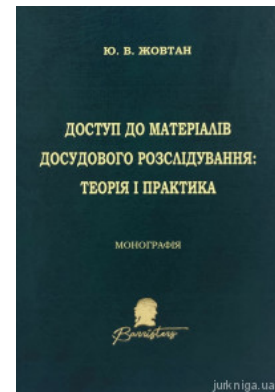 Ю. В. ЖОВТАН
ДОСТУП ДО МАТЕРІАЛІВ
ДОСУДОВОГО РОЗСЛІДУВАННЯ:
ТЕОРІЯ І ПРАКТИКА
МОНОГРАФІЯ
Barristers
jurkniga.ua